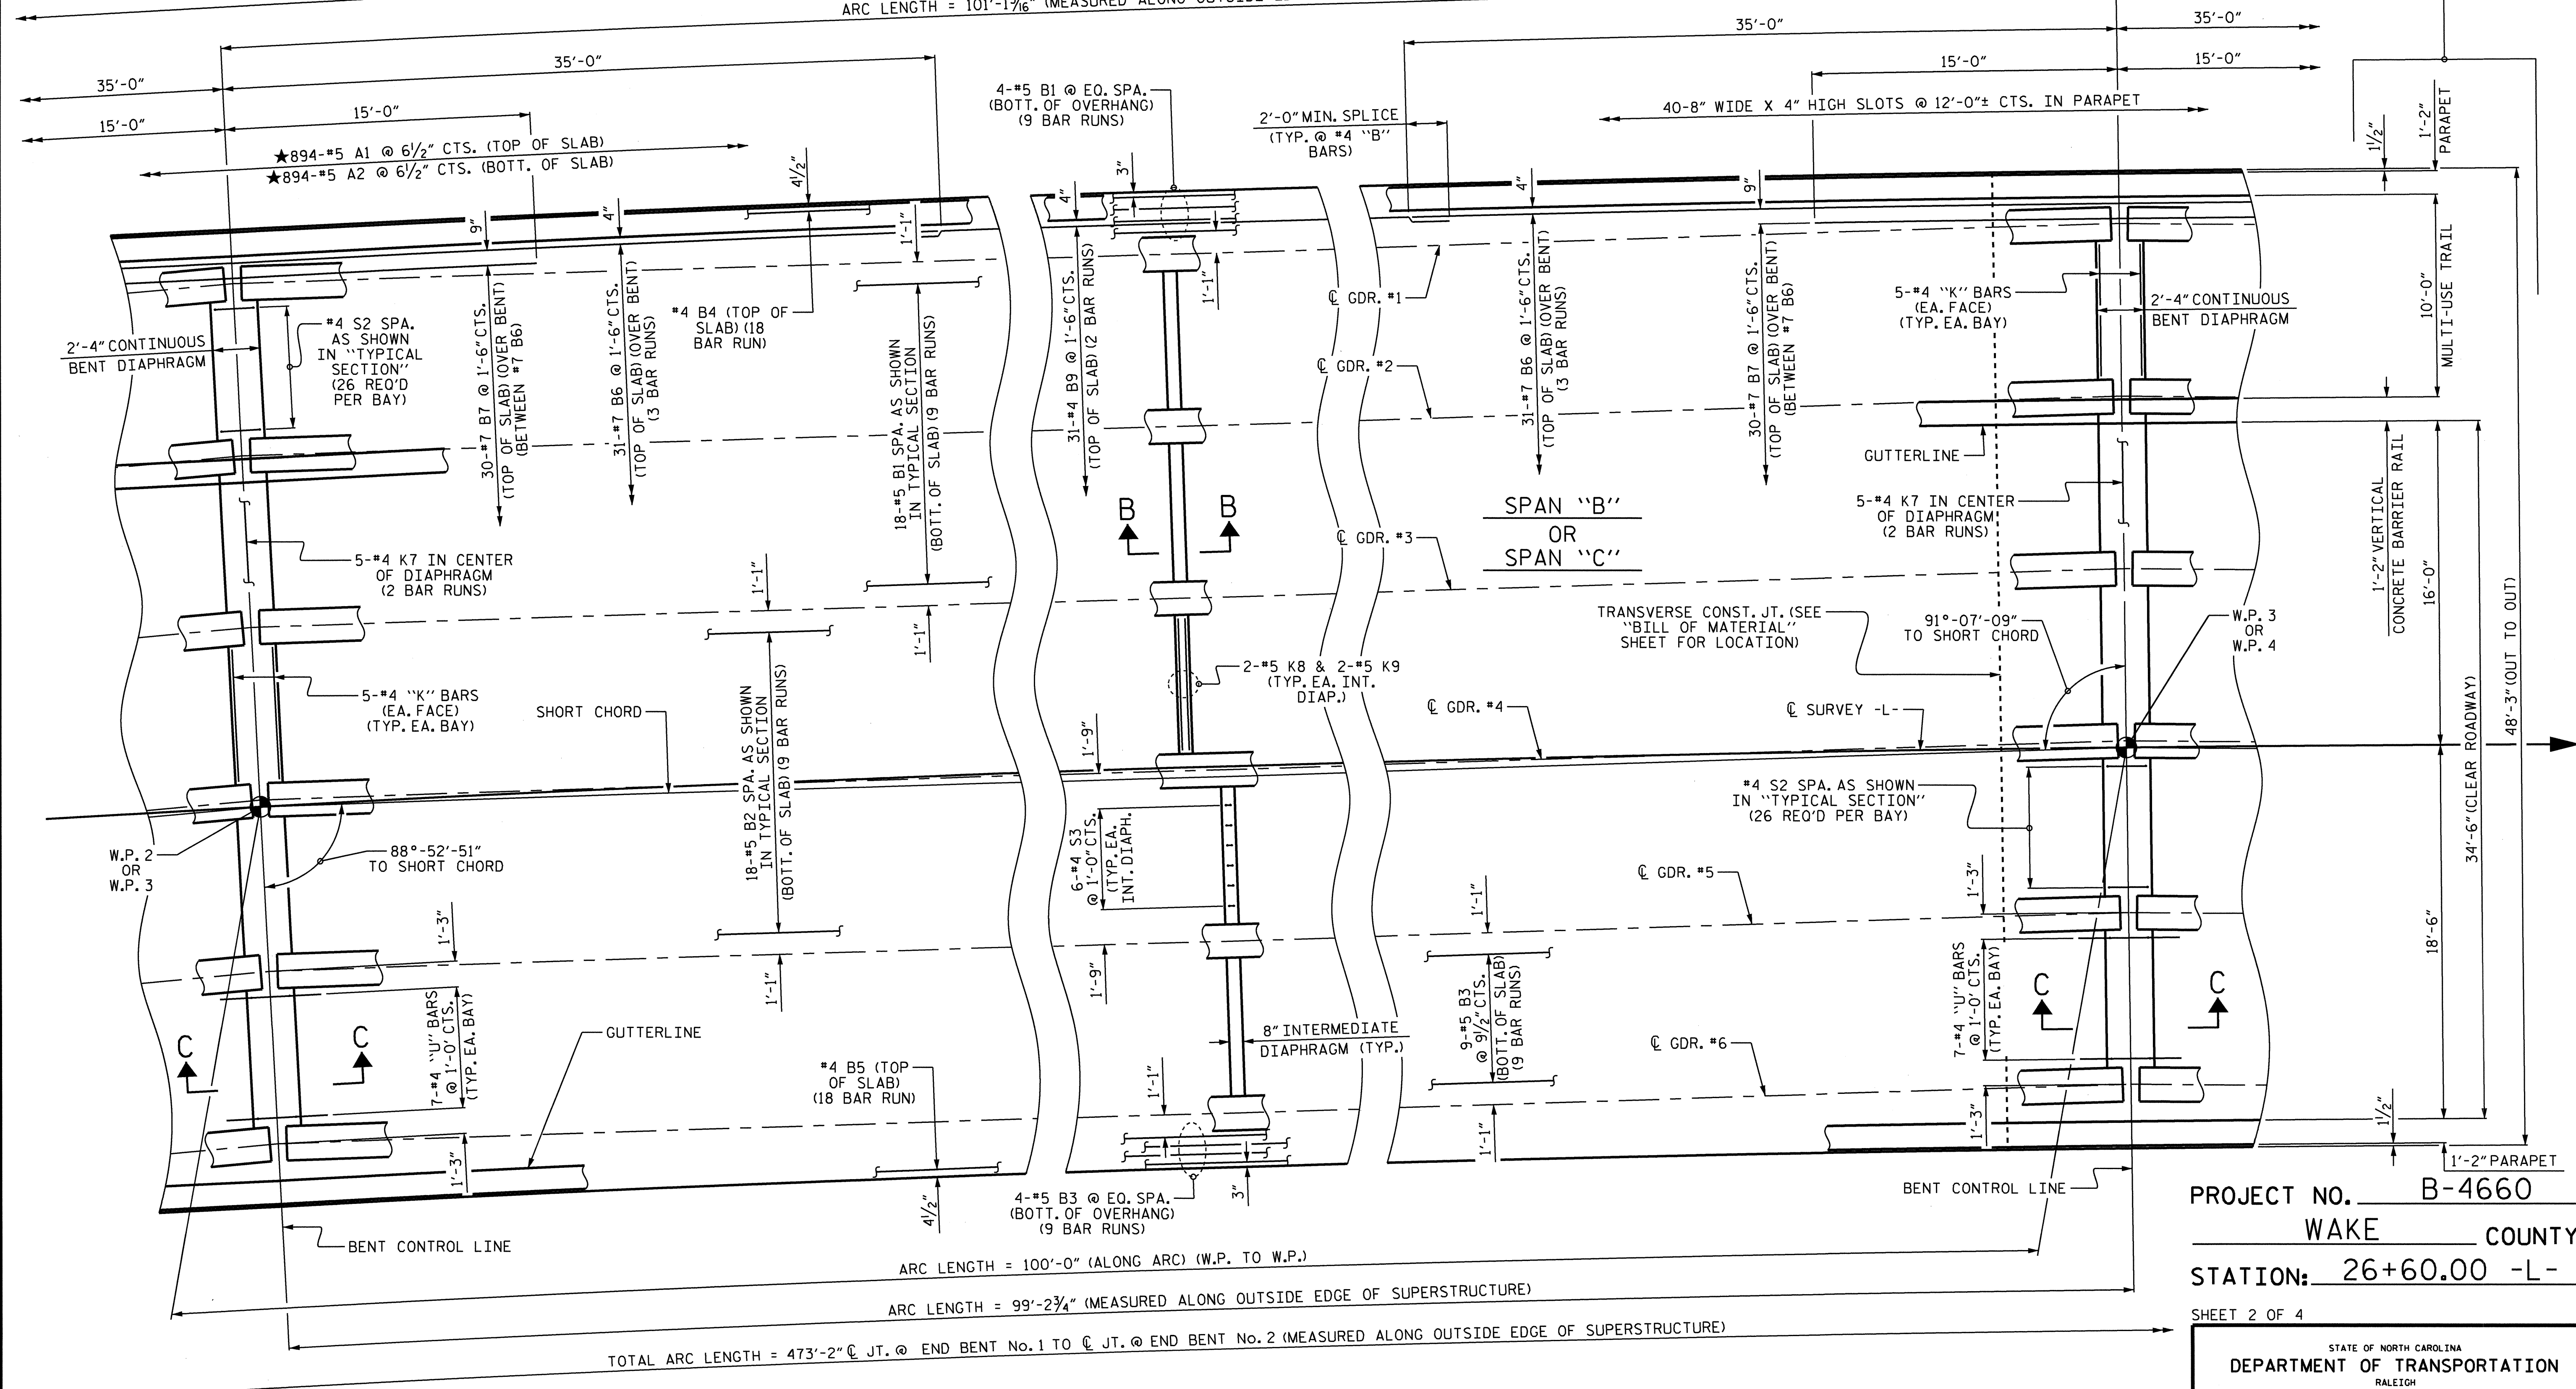 ARC LENGTH = 101'-1 9/16" (MEASURED ALONG OUTSIDE
35'-0"
35'-0"
35'-0"
35'-0"
15'-0"
15'-0"
15'-0"
15'-0"
★894-#5 A1 @ 6½" CTS. (TOP OF SLAB)
★894-#5 A2 @ 6½" CTS. (BOTT. OF SLAB)
4-#5 B1 @ EQ. SPA.
(BOTT. OF OVERHANG)
(9 BAR RUNS)
2'-0" MIN. SPLICE
(TYP. @ #4 "B"
BARS)
40-8" WIDE X 4" HIGH SLOTS @ 12'-0"± CTS. IN PARAPET
1½"
1'-2"
PARAPET
9"
4"
4½"
1'-1"
4"
3"
1'-1"
4"
9"
2'-4" CONTINUOUS
BENT DIAPHRAGM
#4 S2 SPA.
AS SHOWN
IN "TYPICAL
SECTION"
(26 REQ'D
PER BAY)
30-#7 B7 @ 1'-6" CTS.
(TOP OF SLAB) (OVER BENT)
(BETWEEN #7 B6)
31-#7 B6 @ 1'-6" CTS.
(TOP OF SLAB) (OVER BENT)
(3 BAR RUNS)
#4 B4 (TOP OF
SLAB) (18
BAR RUN)
18-#5 B1 SPA. AS SHOWN
IN TYPICAL SECTION
(BOTT. OF SLAB) (9 BAR RUNS)
31-#4 B9 @ 1'-6" CTS.
(TOP OF SLAB) (2 BAR RUNS)
℄ GDR. #1
℄ GDR. #2
31-#7 B6 @ 1'-6" CTS.
(TOP OF SLAB) (OVER BENT)
(3 BAR RUNS)
30-#7 B7 @ 1'-6" CTS.
(TOP OF SLAB) (OVER BENT)
(BETWEEN #7 B6)
5-#4 "K" BARS
(EA. FACE)
(TYP. EA. BAY)
2'-4" CONTINUOUS
BENT DIAPHRAGM
10'-0"
MULTI-USE TRAIL
GUTTERLINE
B
B
℄ GDR. #3
SPAN "B"
OR
SPAN "C"
5-#4 K7 IN CENTER
OF DIAPHRAGM
(2 BAR RUNS)
1'-2" VERTICAL
CONCRETE BARRIER RAIL
16'-0"
5-#4 K7 IN CENTER
OF DIAPHRAGM
(2 BAR RUNS)
1'-1"
1'-1"
TRANSVERSE CONST. JT. (SEE
"BILL OF MATERIAL"
SHEET FOR LOCATION)
91°-07'-09"
TO SHORT CHORD
W.P. 3
OR
W.P. 4
48'-3" (OUT TO OUT)
5-#4 "K" BARS
(EA. FACE)
(TYP. EA. BAY)
SHORT CHORD
18-#5 B2 SPA. AS SHOWN
IN TYPICAL SECTION
(BOTT. OF SLAB) (9 BAR RUNS)
2-#5 K8 & 2-#5 K9
(TYP. EA. INT.
DIAP.)
1'-9"
℄ GDR. #4
℄ SURVEY -L-
34'-6" (CLEAR ROADWAY)
W.P. 2
OR
W.P. 3
88°-52'-51"
TO SHORT CHORD
6-#4 S3
@ 1'-0" CTS.
(TYP. EA.
INT. DIAPH.
#4 S2 SPA. AS SHOWN
IN "TYPICAL SECTION"
(26 REQ'D PER BAY)
18'-6"
℄ GDR. #5
1'-3"
1'-1"
1'-9"
1'-1"
1'-3"
C
C
7-#4 "U" BARS
@ 1'-0' CTS.
(TYP. EA. BAY)
GUTTERLINE
#4 B5 (TOP
OF SLAB)
(18 BAR RUN)
8" INTERMEDIATE
DIAPHRAGM (TYP.)
9-#5 B3
@ 9½" CTS.
(BOTT. OF SLAB)
(9 BAR RUNS)
℄ GDR. #6
7-#4 "U" BARS
@ 1'-0' CTS.
(TYP. EA. BAY)
C
C
1'-3"
4½"
1'-1"
3"
1'-1"
1'-3"
1½"
1'-2" PARAPET
4-#5 B3 @ EQ. SPA.
(BOTT. OF OVERHANG)
(9 BAR RUNS)
BENT CONTROL LINE
BENT CONTROL LINE
ARC LENGTH = 100'-0" (ALONG ARC) (W.P. TO W.P.)
ARC LENGTH = 99'-2¾" (MEASURED ALONG OUTSIDE EDGE OF SUPERSTRUCTURE)
TOTAL ARC LENGTH = 473'-2" ℄ JT. @ END BENT No. 1 TO ℄ JT. @ END BENT No. 2 (MEASURED ALONG OUTSIDE EDGE OF SUPERSTRUCTURE)
PROJECT NO. B-4660
WAKE COUNTY
STATION: 26+60.00 -L-
SHEET 2 OF 4
STATE OF NORTH CAROLINA
DEPARTMENT OF TRANSPORTATION
RALEIGH